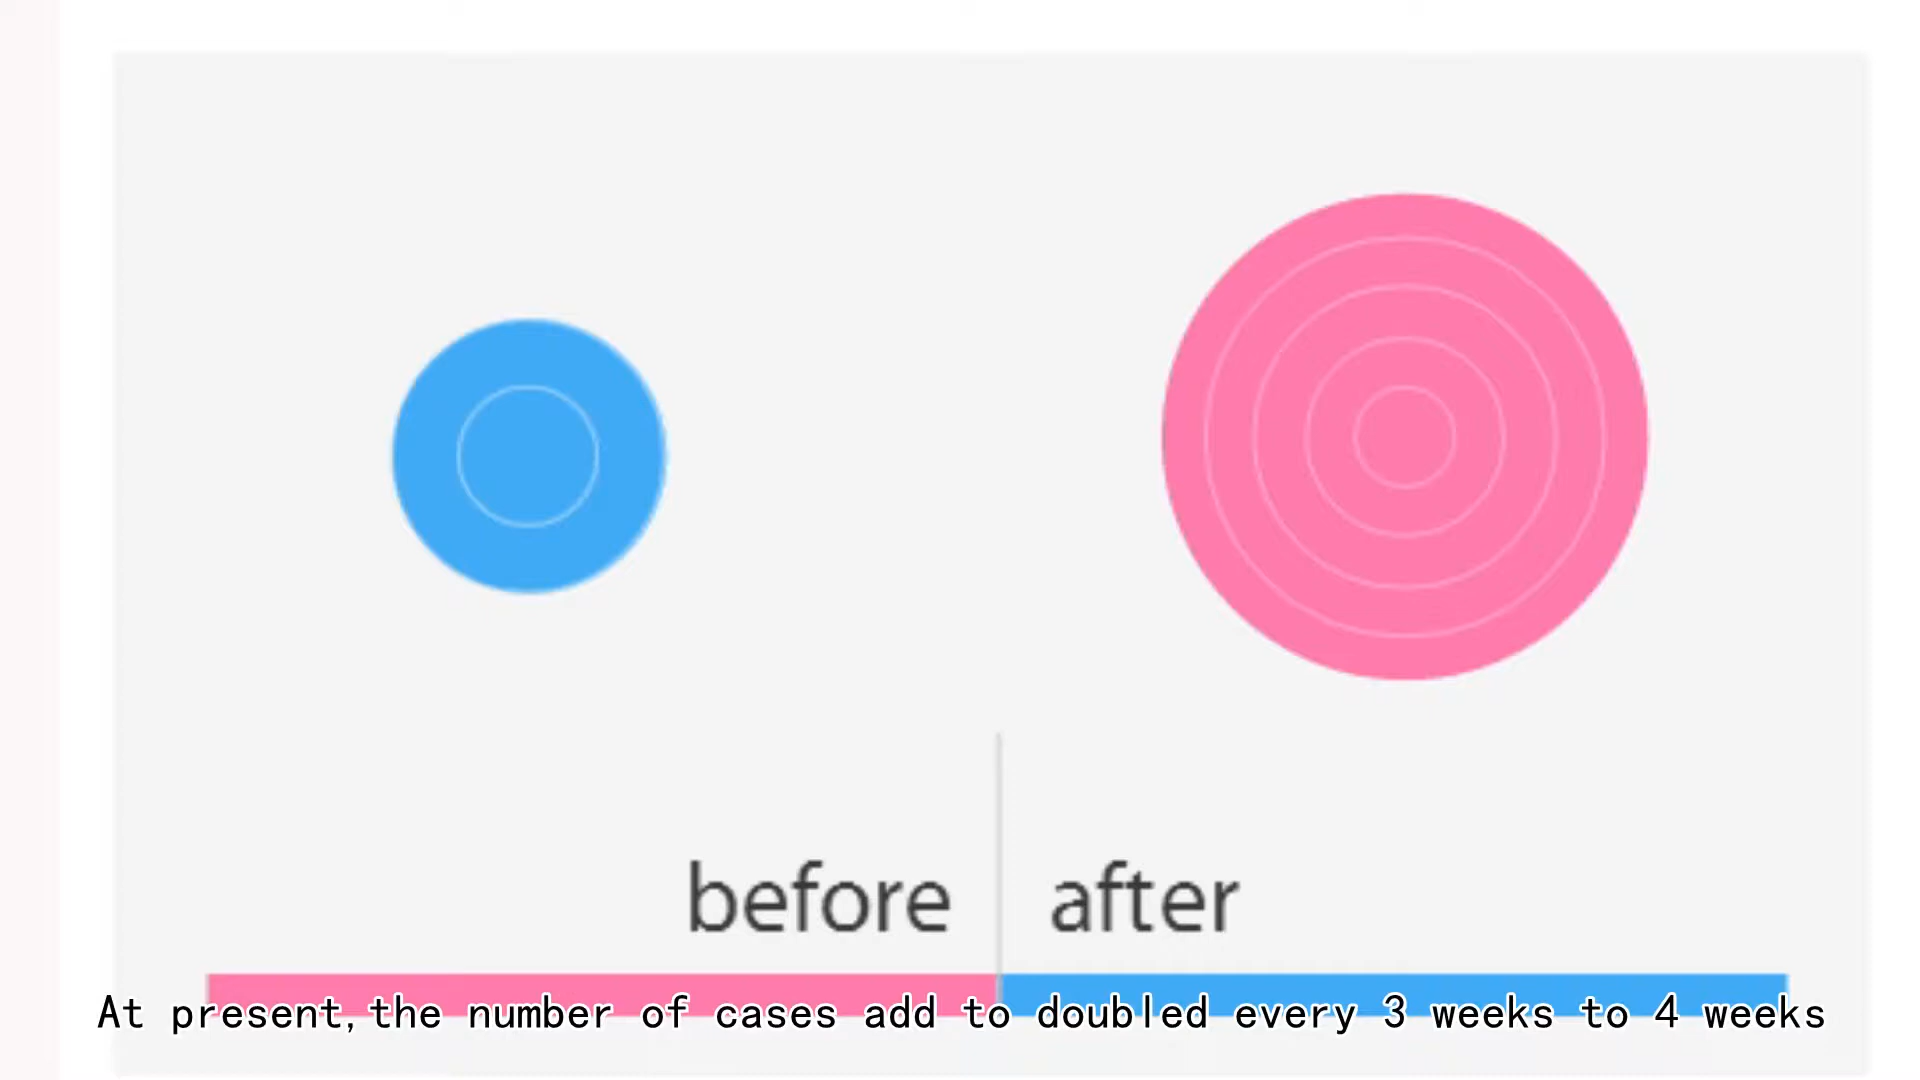 before after
At present,the number of cases add to doubled every 3 weeks to 4 weeks